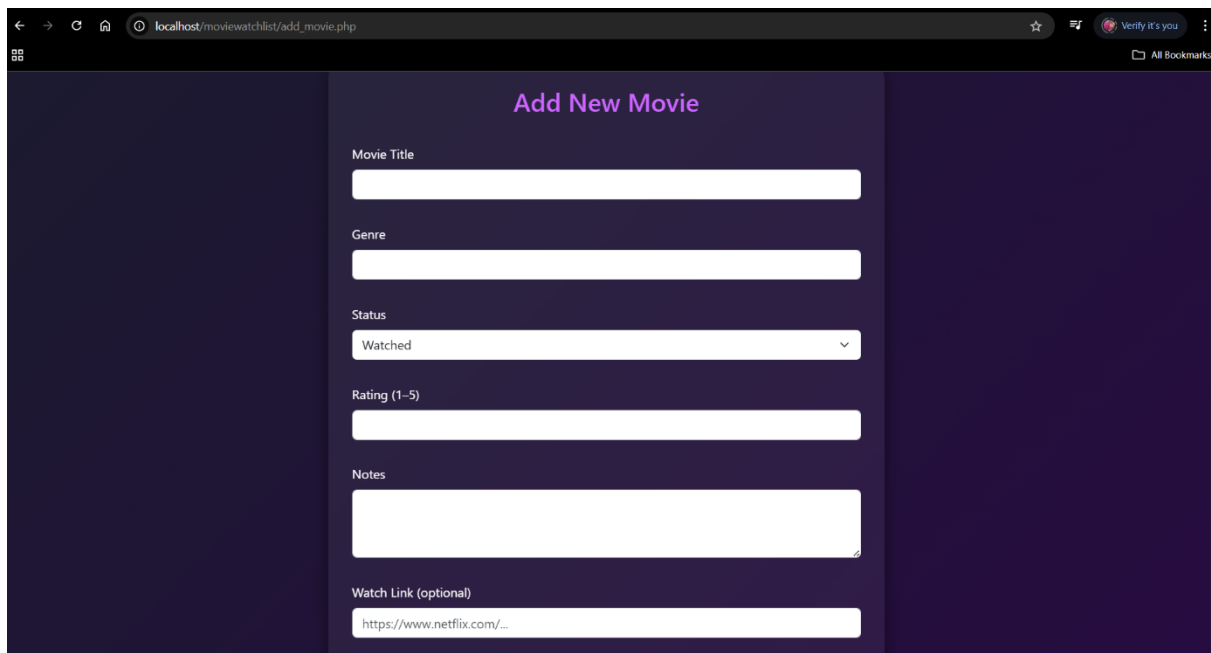 localhost/moviewatchlist/add_movie.php
Verify it's you
All Bookmarks
Add New Movie
Movie Title
Genre
Status
Watched
Rating (1–5)
Notes
Watch Link (optional)
https://www.netflix.com/...